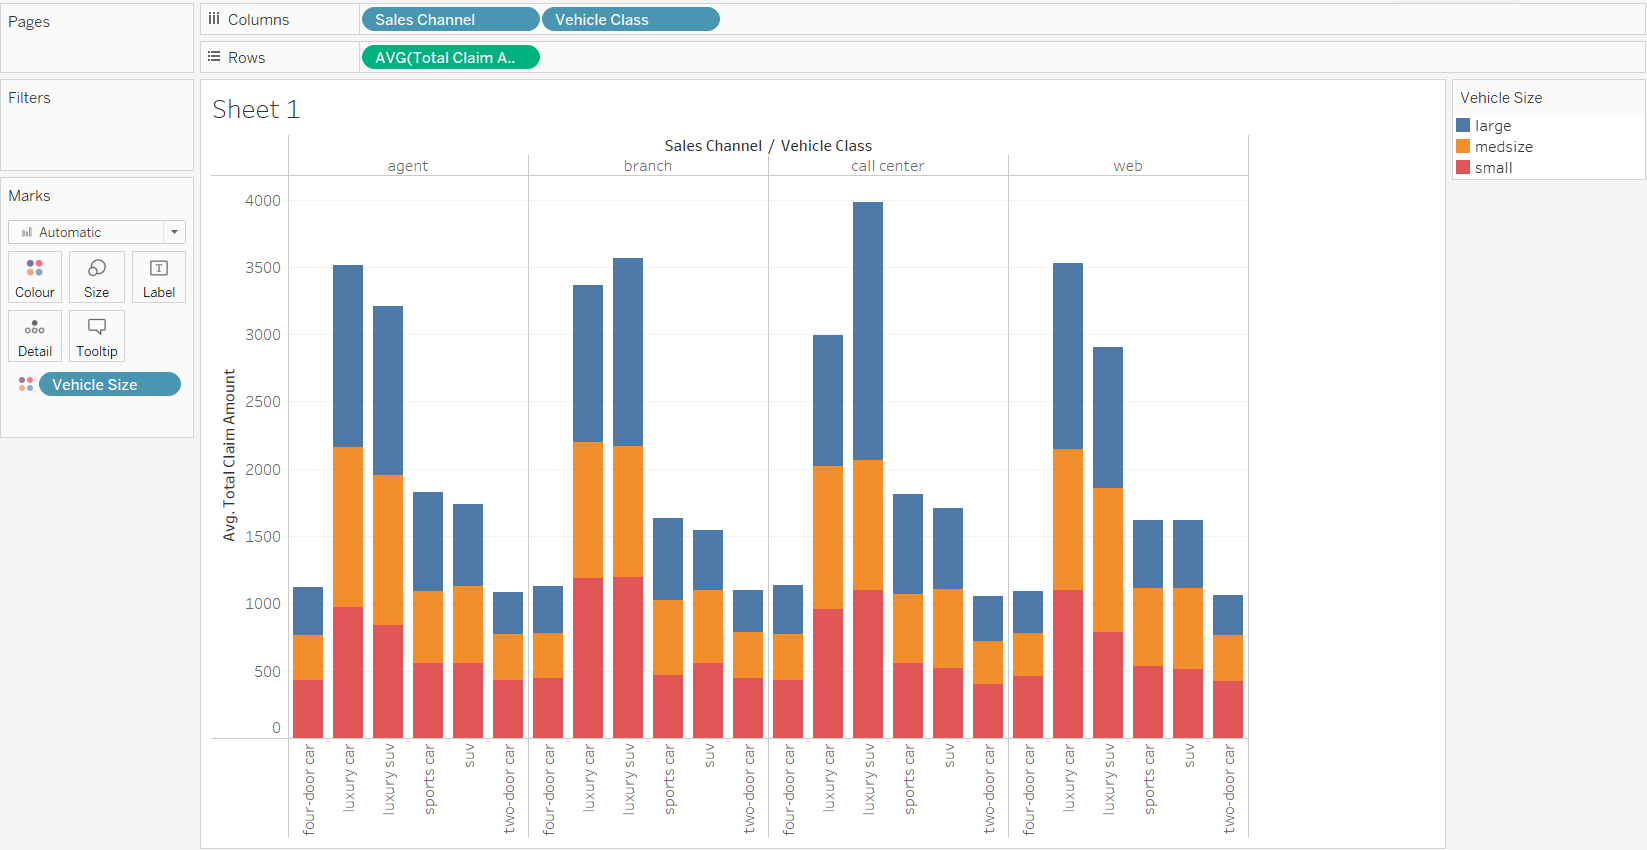 Pages
Columns
Sales Channel
Vehicle Class
Rows
AVG(Total Claim A..
Filters
Marks
Automatic
Colour
Size
Label
Detail
Tooltip
Vehicle Size
Sheet 1
Sales Channel / Vehicle Class
agent
branch
call center
web
Avg. Total Claim Amount
4000
3500
3000
2500
2000
1500
1000
500
0
four-door car
luxury car
luxury suv
sports car
suv
two-door car
four-door car
luxury car
luxury suv
sports car
suv
two-door car
four-door car
luxury car
luxury suv
sports car
suv
two-door car
four-door car
luxury car
luxury suv
sports car
suv
two-door car
Vehicle Size
large
medsize
small